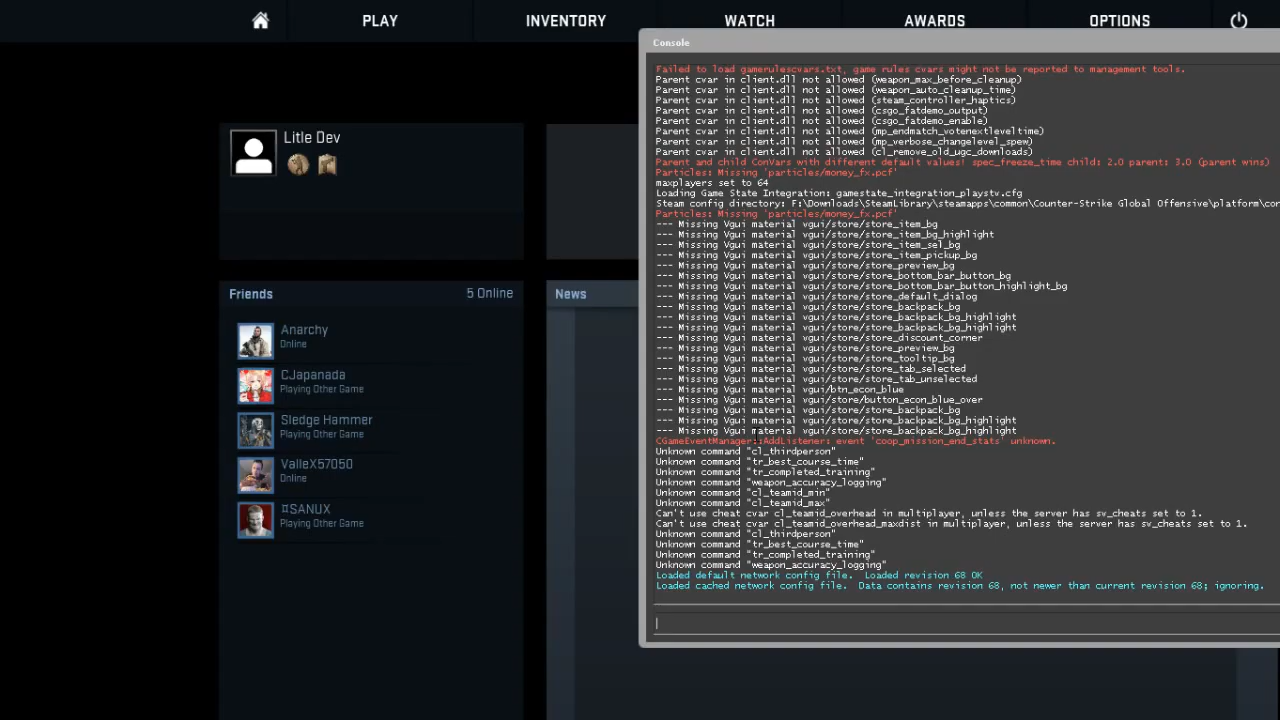 PLAY
INVENTORY
WATCH
AWARDS
OPTIONS
Litle Dev
Friends
5 Online
Anarchy
Online
CJapanada
Playing Other Game
Sledge Hammer
Playing Other Game
ValleX57050
Online
¤SANUX
Playing Other Game
News
Console
Failed to load gamerulescvars.txt, game rules cvars might not be reported to management tools.
Parent cvar in client.dll not allowed (weapon_max_before_cleanup)
Parent cvar in client.dll not allowed (weapon_auto_cleanup_time)
Parent cvar in client.dll not allowed (steam_controller_haptics)
Parent cvar in client.dll not allowed (csgo_fatdemo_output)
Parent cvar in client.dll not allowed (csgo_fatdemo_enable)
Parent cvar in client.dll not allowed (mp_endmatch_votenextleveltime)
Parent cvar in client.dll not allowed (mp_verbose_changelevel_spew)
Parent cvar in client.dll not allowed (cl_remove_old_ugc_downloads)
Parent and child ConVars with different default values! spec_freeze_time child: 2.0 parent: 3.0 (parent wins)
Particles: Missing 'particles/money_fx.pcf'
maxplayers set to 64
Loading Game State Integration: gamestate_integration_playstv.cfg
Steam config directory: F:\Downloads\SteamLibrary\steamapps\common\Counter-Strike Global Offensive\platform\con
Particles: Missing 'particles/money_fx.pcf'
--- Missing Vgui material vgui/store/store_item_bg
--- Missing Vgui material vgui/store/store_item_bg_highlight
--- Missing Vgui material vgui/store/store_item_sel_bg
--- Missing Vgui material vgui/store/store_item_pickup_bg
--- Missing Vgui material vgui/store/store_preview_bg
--- Missing Vgui material vgui/store/store_bottom_bar_button_bg
--- Missing Vgui material vgui/store/store_bottom_bar_button_highlight_bg
--- Missing Vgui material vgui/store/store_default_dialog
--- Missing Vgui material vgui/store/store_backpack_bg
--- Missing Vgui material vgui/store/store_backpack_bg_highlight
--- Missing Vgui material vgui/store/store_backpack_bg_highlight
--- Missing Vgui material vgui/store/store_discount_corner
--- Missing Vgui material vgui/store/store_preview_bg
--- Missing Vgui material vgui/store/store_tooltip_bg
--- Missing Vgui material vgui/store/store_tab_selected
--- Missing Vgui material vgui/store/store_tab_unselected
--- Missing Vgui material vgui/btn_econ_blue
--- Missing Vgui material vgui/store/button_econ_blue_over
--- Missing Vgui material vgui/store/store_backpack_bg
--- Missing Vgui material vgui/store/store_backpack_bg_highlight
--- Missing Vgui material vgui/store/store_backpack_bg_highlight
CGameEventManager::AddListener: event 'coop_mission_end_stats' unknown.
Unknown command "cl_thirdperson"
Unknown command "tr_best_course_time"
Unknown command "tr_completed_training"
Unknown command "weapon_accuracy_logging"
Unknown command "cl_teamid_min"
Unknown command "cl_teamid_max"
Can't use cheat cvar cl_teamid_overhead in multiplayer, unless the server has sv_cheats set to 1.
Can't use cheat cvar cl_teamid_overhead_maxdist in multiplayer, unless the server has sv_cheats set to 1.
Unknown command "cl_thirdperson"
Unknown command "tr_best_course_time"
Unknown command "tr_completed_training"
Unknown command "weapon_accuracy_logging"
Loaded default network config file.  Loaded revision 68 OK
Loaded cached network config file.  Data contains revision 68, not newer than current revision 68; ignoring.